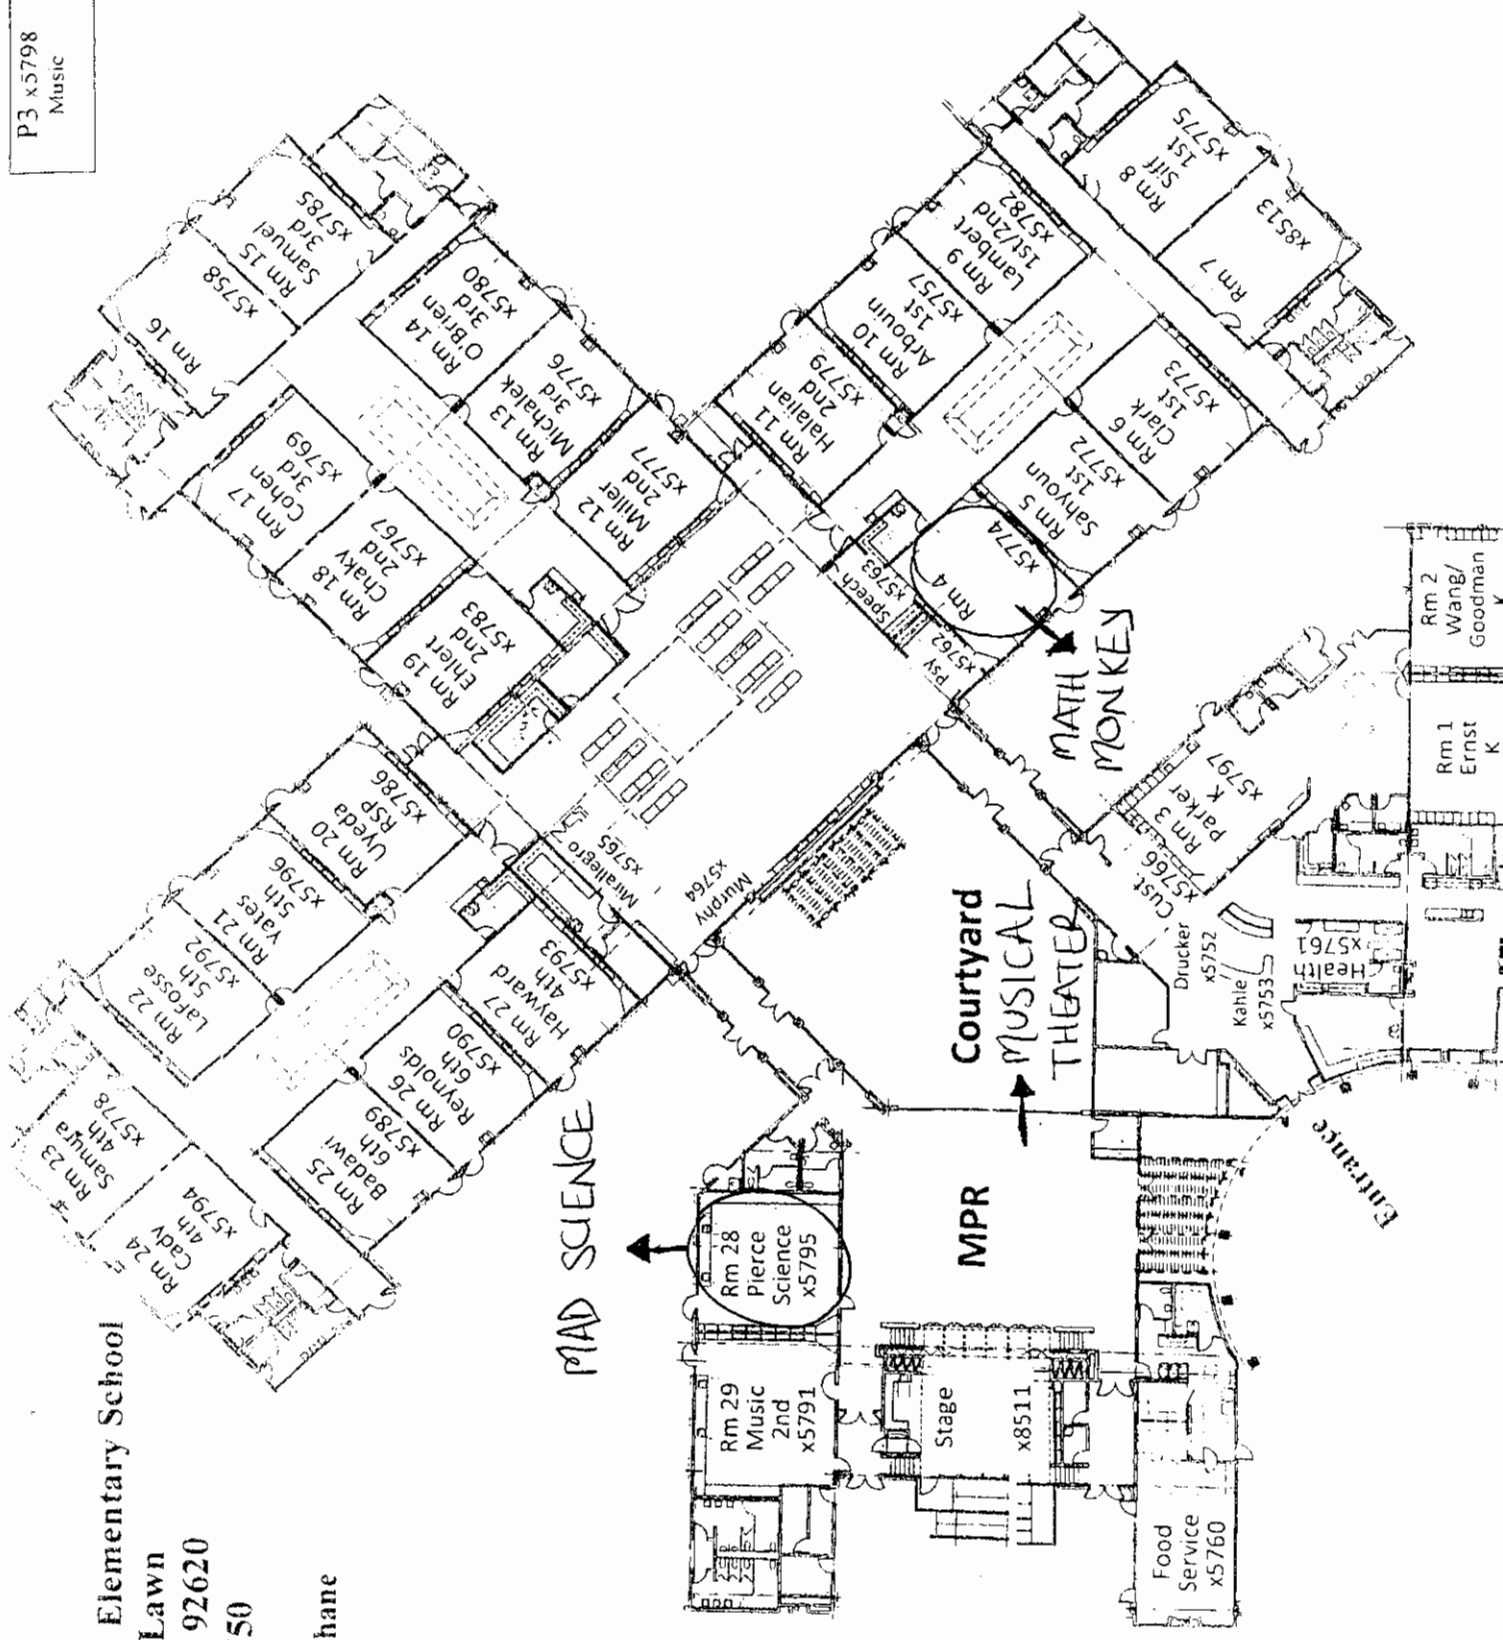 P3 x5798
Music
Elementary School
Lawn
92620
50
hane
Rm 16
x5758
Rm 15
Samuel
3rd
x5785
Rm 14
O'Brien
3rd
x5780
Rm 13
Michalek
3rd
x5776
Rm 12
Miller
2nd
x5777
Rm 17
Cohen
3rd
x5769
Rm 18
Chakv
2nd
x5767
Rm 19
Ehlert
2nd
x5783
Rm 8
Siff
1st
x5775
Rm 7
x8513
Rm 9
Lambert
1st/2nd
x5782
Rm 10
Arbouin
1st
x5757
Rm 11
Halajian
2nd
x5779
Rm 6
Clark
1st
x5773
Rm 5
Sahyoun
1st
x5772
Rm 4
x5774
Speech
x5763
Psy
x5762
MATH
MONKEY
Rm 20
Uyeda
RSP
x5786
Rm 21
Yates
5th
x5796
Rm 22
LaFosse
5th
x5792
Rm 23
Samura
4th
x5778
Rm 24
Cady
4th
x5794
Rm 25
Badawi
6th
x5789
Rm 26
Reynolds
6th
x5790
Rm 27
Hayward
4th
x5793
Mirallegro
x5765
Murphy
x5764
MAD SCIENCE
Rm 28
Pierce
Science
x5795
Rm 29
Music
2nd
x5791
MPR
Stage
x8511
Food
Service
x5760
Courtyard
MUSICAL
THEATER
Entrance
Cust
x5766
Rm 3
Parker
K
x5797
Drucker
x5752
Kahle
x5753
Health
x5761
Rm 1
Ernst
K
Rm 2
Wang/
Goodman
K